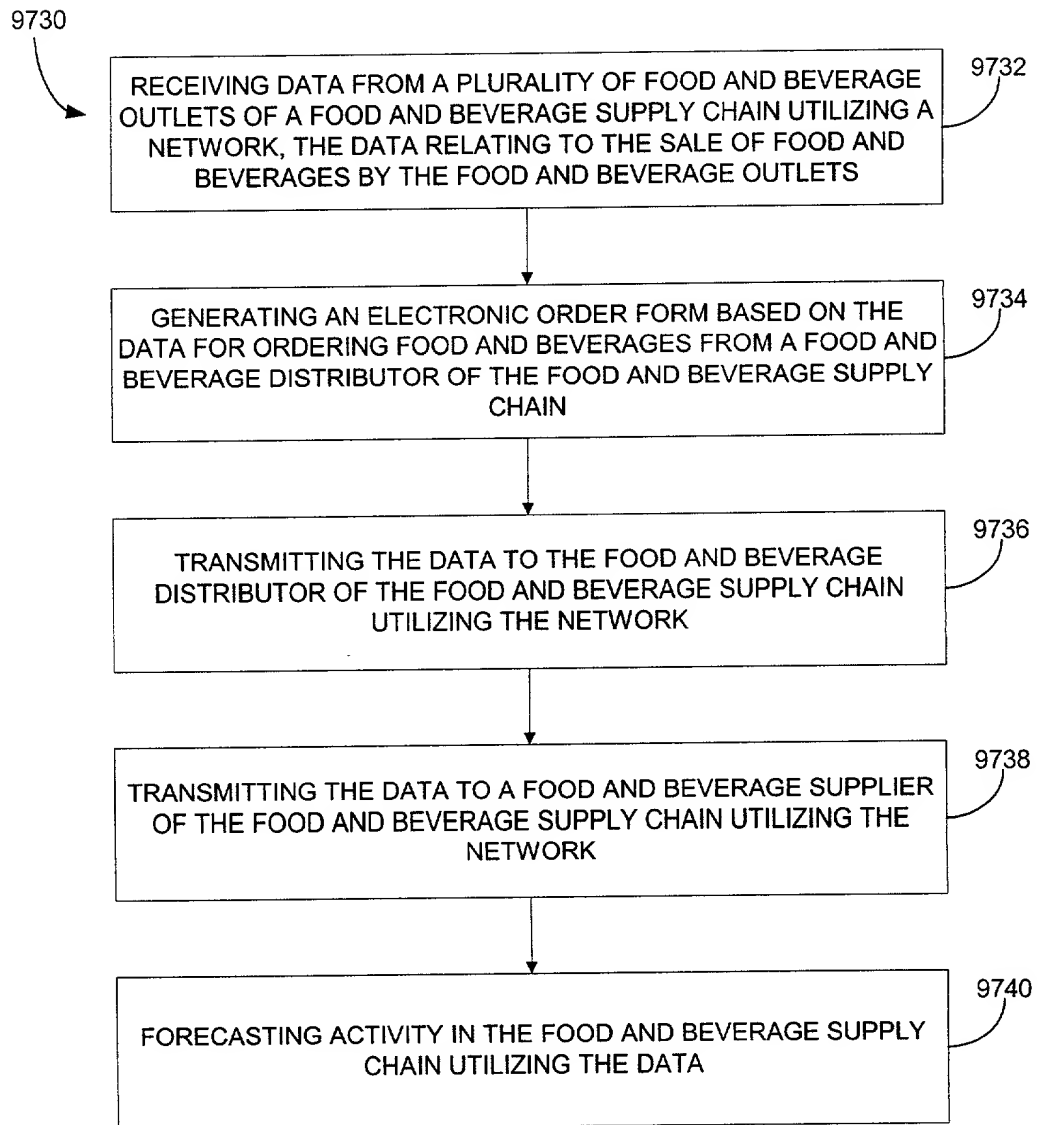 9730
9732
RECEIVING DATA FROM A PLURALITY OF FOOD AND BEVERAGE
OUTLETS OF A FOOD AND BEVERAGE SUPPLY CHAIN UTILIZING A
NETWORK, THE DATA RELATING TO THE SALE OF FOOD AND
BEVERAGES BY THE FOOD AND BEVERAGE OUTLETS
9734
GENERATING AN ELECTRONIC ORDER FORM BASED ON THE
DATA FOR ORDERING FOOD AND BEVERAGES FROM A FOOD AND
BEVERAGE DISTRIBUTOR OF THE FOOD AND BEVERAGE SUPPLY
CHAIN
9736
TRANSMITTING THE DATA TO THE FOOD AND BEVERAGE
DISTRIBUTOR OF THE FOOD AND BEVERAGE SUPPLY CHAIN
UTILIZING THE NETWORK
9738
TRANSMITTING THE DATA TO A FOOD AND BEVERAGE SUPPLIER
OF THE FOOD AND BEVERAGE SUPPLY CHAIN UTILIZING THE
NETWORK
9740
FORECASTING ACTIVITY IN THE FOOD AND BEVERAGE SUPPLY
CHAIN UTILIZING THE DATA